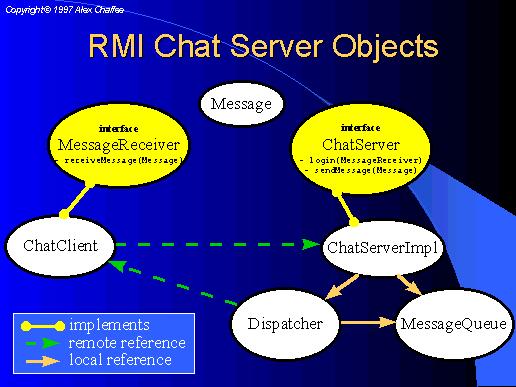 Copyright© 1997 Alex Chaffee
RMI Chat Server Objects
Message
interface
MessageReceiver
- receiveMessage(Message)
interface
ChatServer
- login(MessageReceiver)
- sendMessage(Message)
ChatClient
ChatServerImpl
Dispatcher
MessageQueue
implements
remote reference
local reference